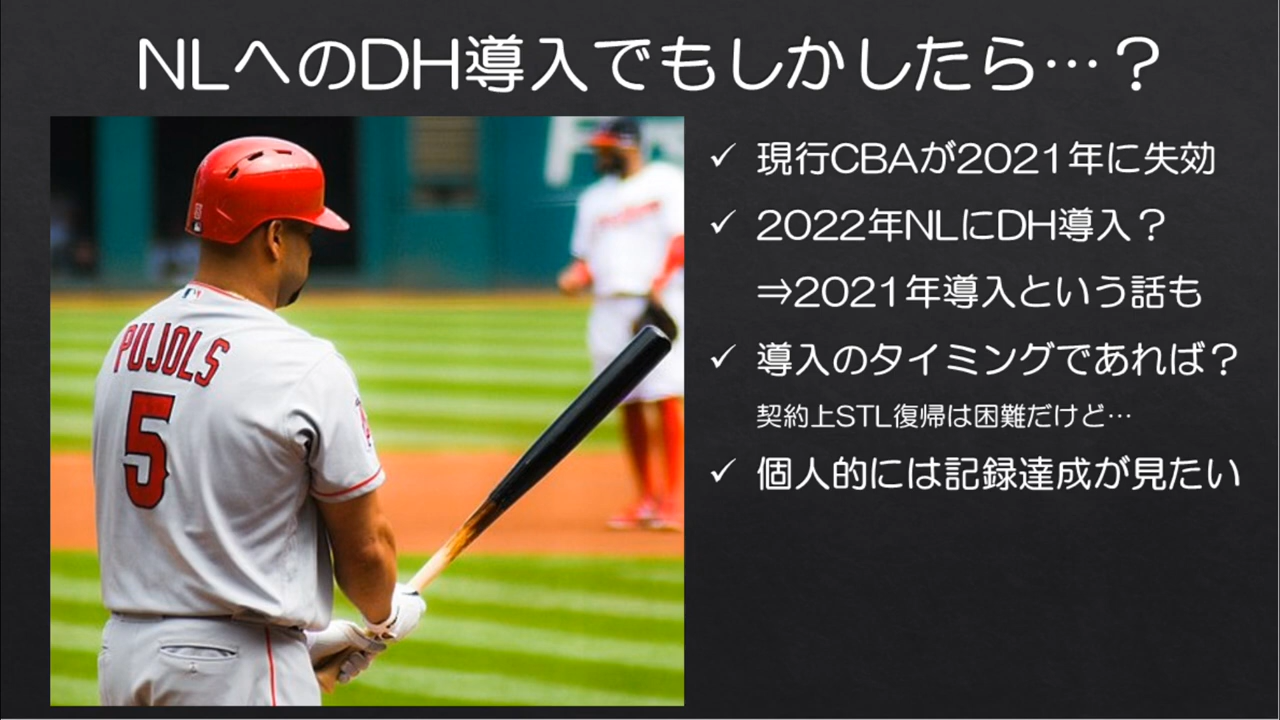 NLへのDH導入でもしかしたら…？
✓ 現行CBAが2021年に失効
✓ 2022年NLにDH導入？
⇒2021年導入という話も
✓ 導入のタイミングであれば？
契約上STL復帰は困難だけど…
✓ 個人的には記録達成が見たい
PUJOLS
5